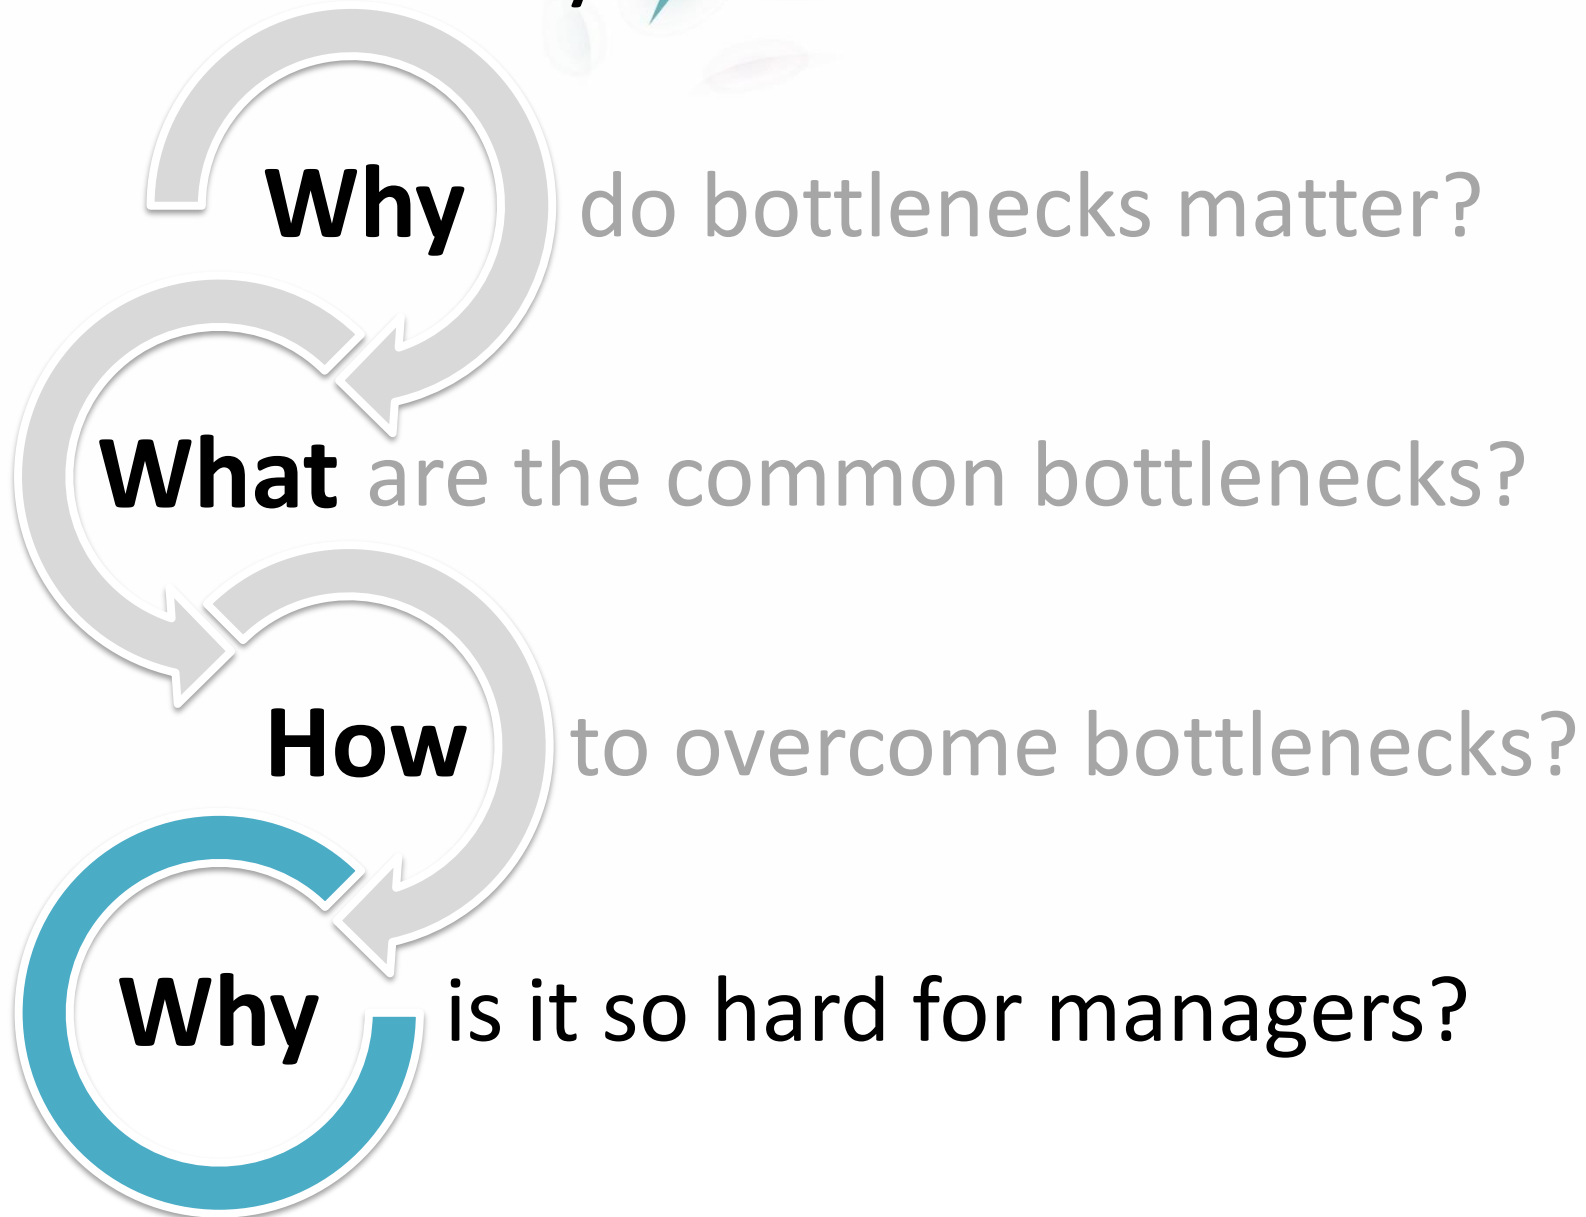 Why do bottlenecks matter?
What are the common bottlenecks?
How to overcome bottlenecks?
Why is it so hard for managers?